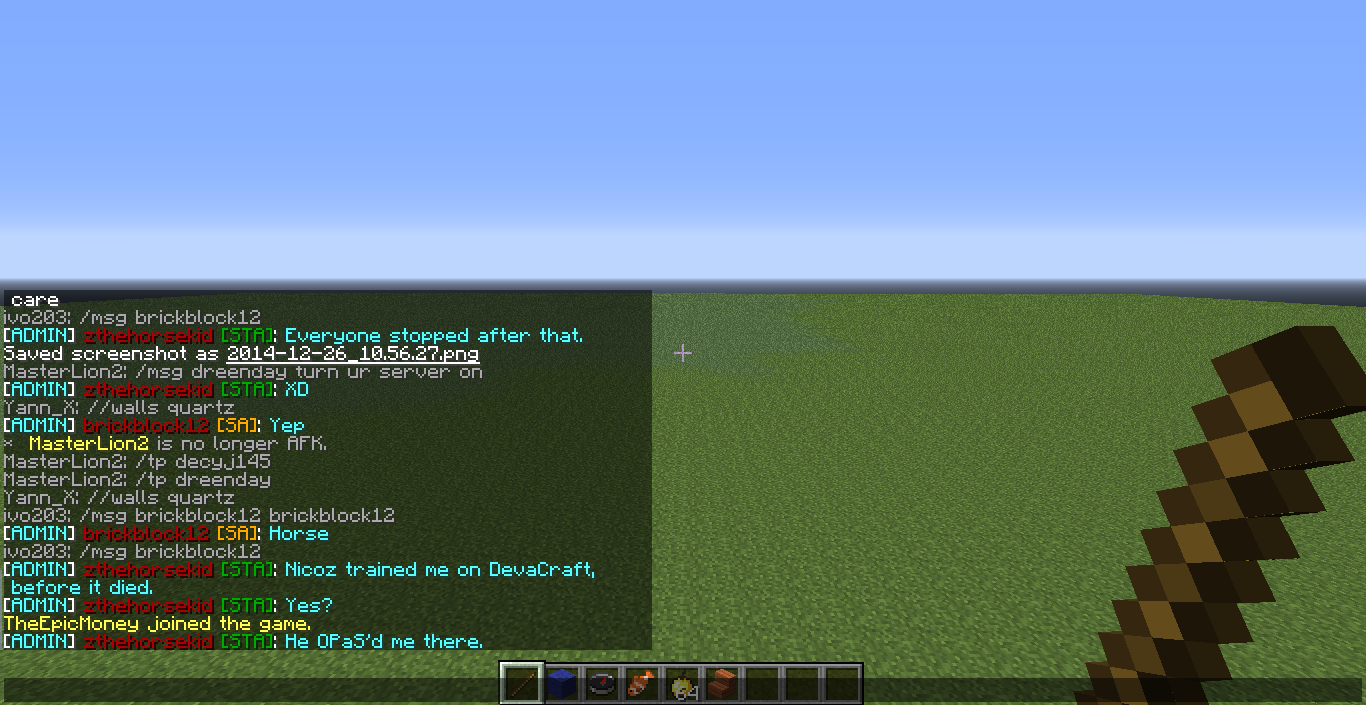 care
ivo203: /msg brickblock12
[ADMIN] zthehorsekid [STA]: Everyone stopped after that.
Saved screenshot as 2014-12-26_10.56.27.png
MasterLion2: /msg dreenday turn ur server on
[ADMIN] zthehorsekid [STA]: XD
Yann_X: //walls quartz
[ADMIN] brickblock12 [SA]: Yep
× MasterLion2 is no longer AFK.
MasterLion2: /tp decyj145
MasterLion2: /tp dreenday
Yann_X: //walls quartz
ivo203: /msg brickblock12 brickblock12
[ADMIN] brickblock12 [SA]: Horse
ivo203: /msg brickblock12
[ADMIN] zthehorsekid [STA]: Nicoz trained me on DevaCraft,
before it died.
[ADMIN] zthehorsekid [STA]: Yes?
TheEpicMoney joined the game.
[ADMIN] zthehorsekid [STA]: He OPaS'd me there.
64